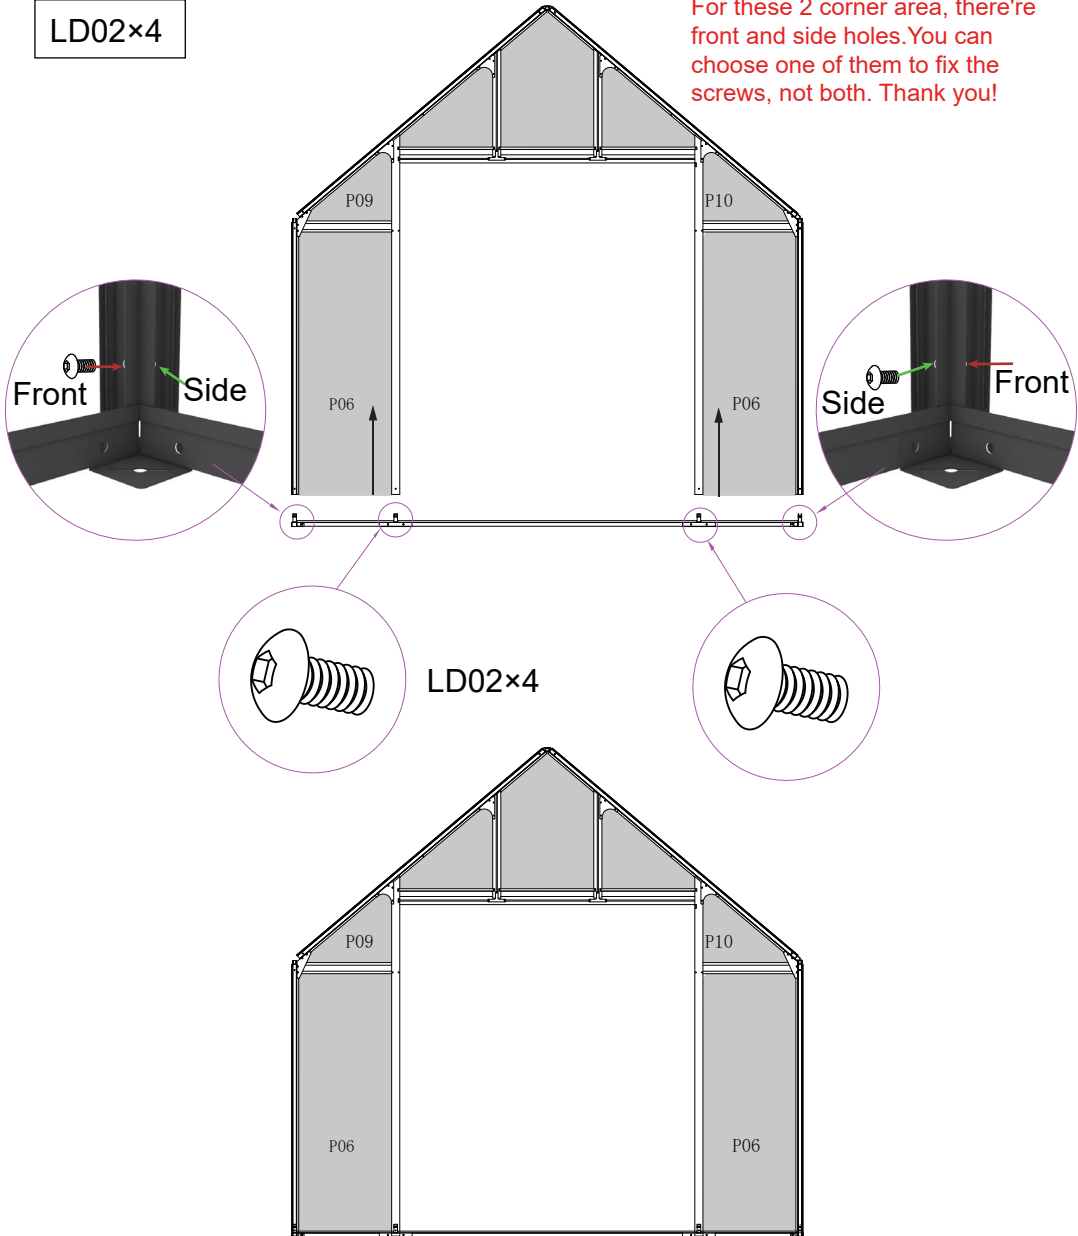 LD02×4
For these 2 corner area, there're
front and side holes.You can
choose one of them to fix the
screws, not both. Thank you!
P09
P10
Front
Side
Side
Front
P06
P06
LD02×4
P09
P10
P06
P06